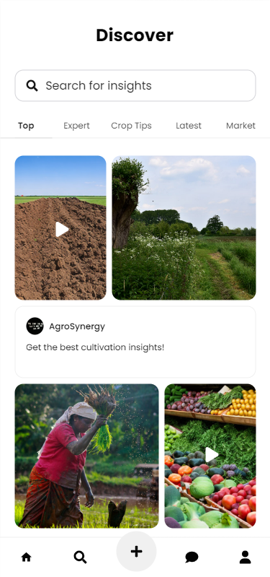 Discover
Search for insights
Top Expert Crop Tips Latest Market
AgroSynergy
Get the best cultivation insights!